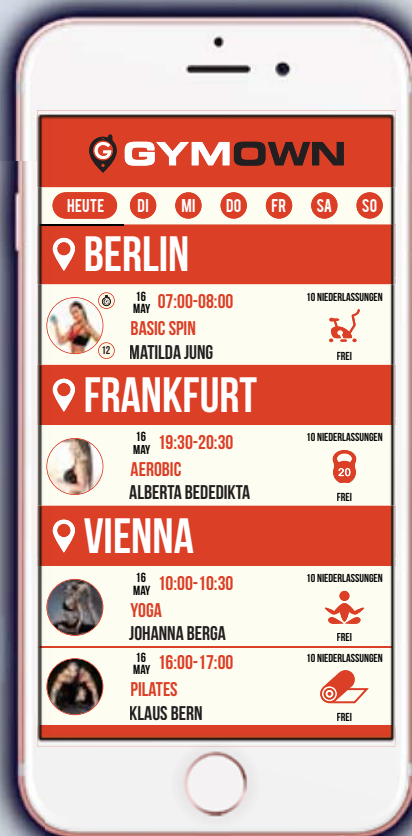 G GYMOWN
HEUTE DI MI DO FR SA SO
BERLIN
16 MAY 07:00-08:00
BASIC SPIN
MATILDA JUNG
12
10 NIEDERLASSUNGEN
FREI
FRANKFURT
16 MAY 19:30-20:30
AEROBIC
ALBERTA BEDEDIKTA
10 NIEDERLASSUNGEN
20
FREI
VIENNA
16 MAY 10:00-10:30
YOGA
JOHANNA BERGA
10 NIEDERLASSUNGEN
FREI
16 MAY 16:00-17:00
PILATES
KLAUS BERN
10 NIEDERLASSUNGEN
FREI